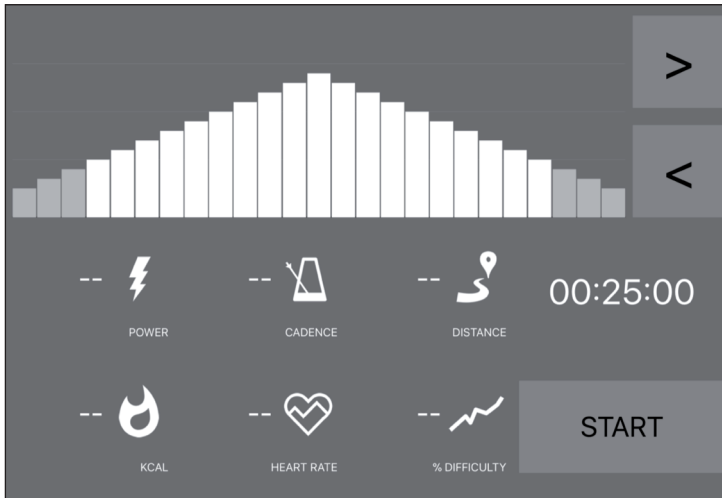 >
<
-- -- -- 00:25:00
POWER CADENCE DISTANCE
-- -- -- START
KCAL HEART RATE % DIFFICULTY